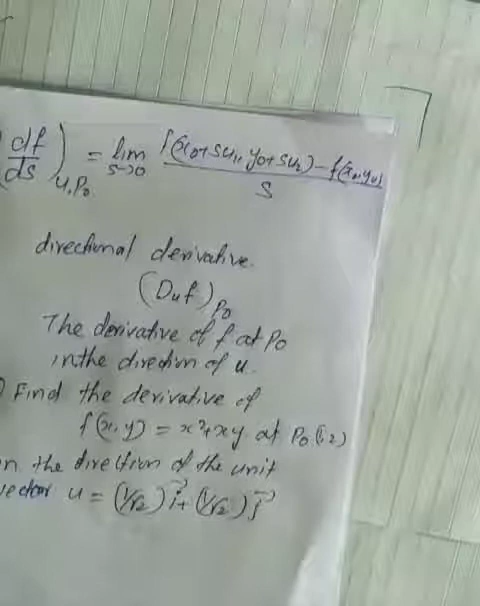 (df/ds)u,P₀ = lim s→0 f(x₀+su₁, y₀+su₂) - f(x₀,y₀) / s
directional derivative.
(Duf)P₀
The derivative of f at P₀
in the direction of u.
) Find the derivative of
f(x,y) = x²+xy at P₀(1,2)
in the direction of the unit
vector u = (1/√2) i⃗ + (1/√2) j⃗